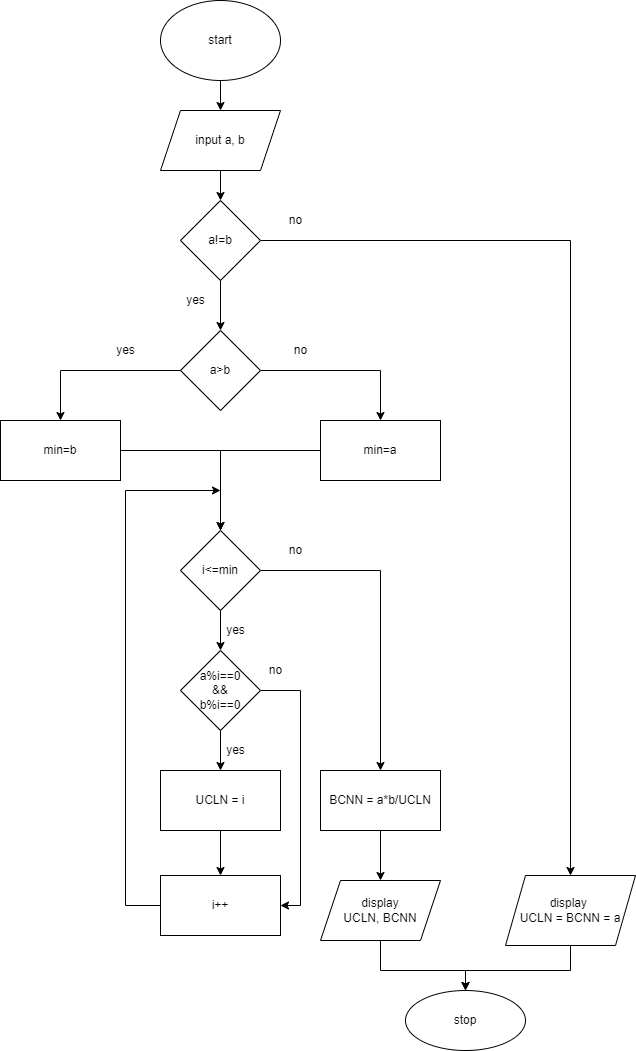 start
input a, b
no
a!=b
yes
yes
no
a>b
min=b
min=a
no
i<=min
yes
a%i==0
&&
b%i==0
no
yes
UCLN = i
BCNN = a*b/UCLN
i++
display
UCLN, BCNN
display
UCLN = BCNN = a
stop